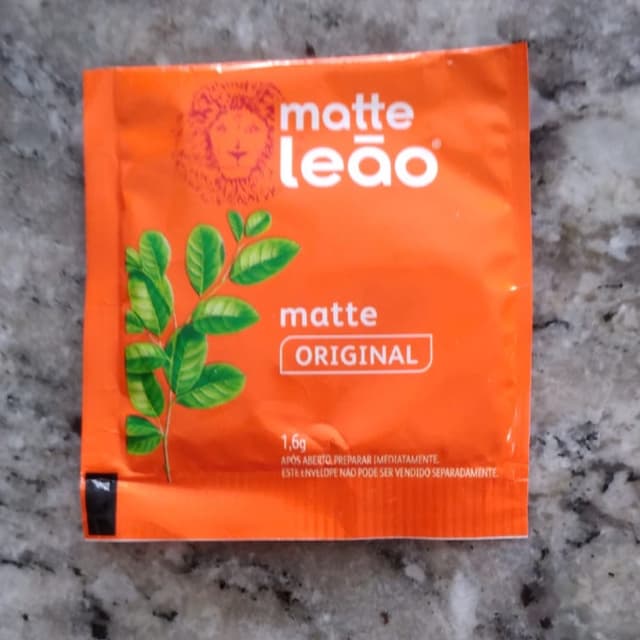 matte
leão®
matte
ORIGINAL
1,6g
APÓS ABERTO, PREPARAR IMEDIATAMENTE.
ESTE ENVELOPE NÃO PODE SER VENDIDO SEPARADAMENTE.